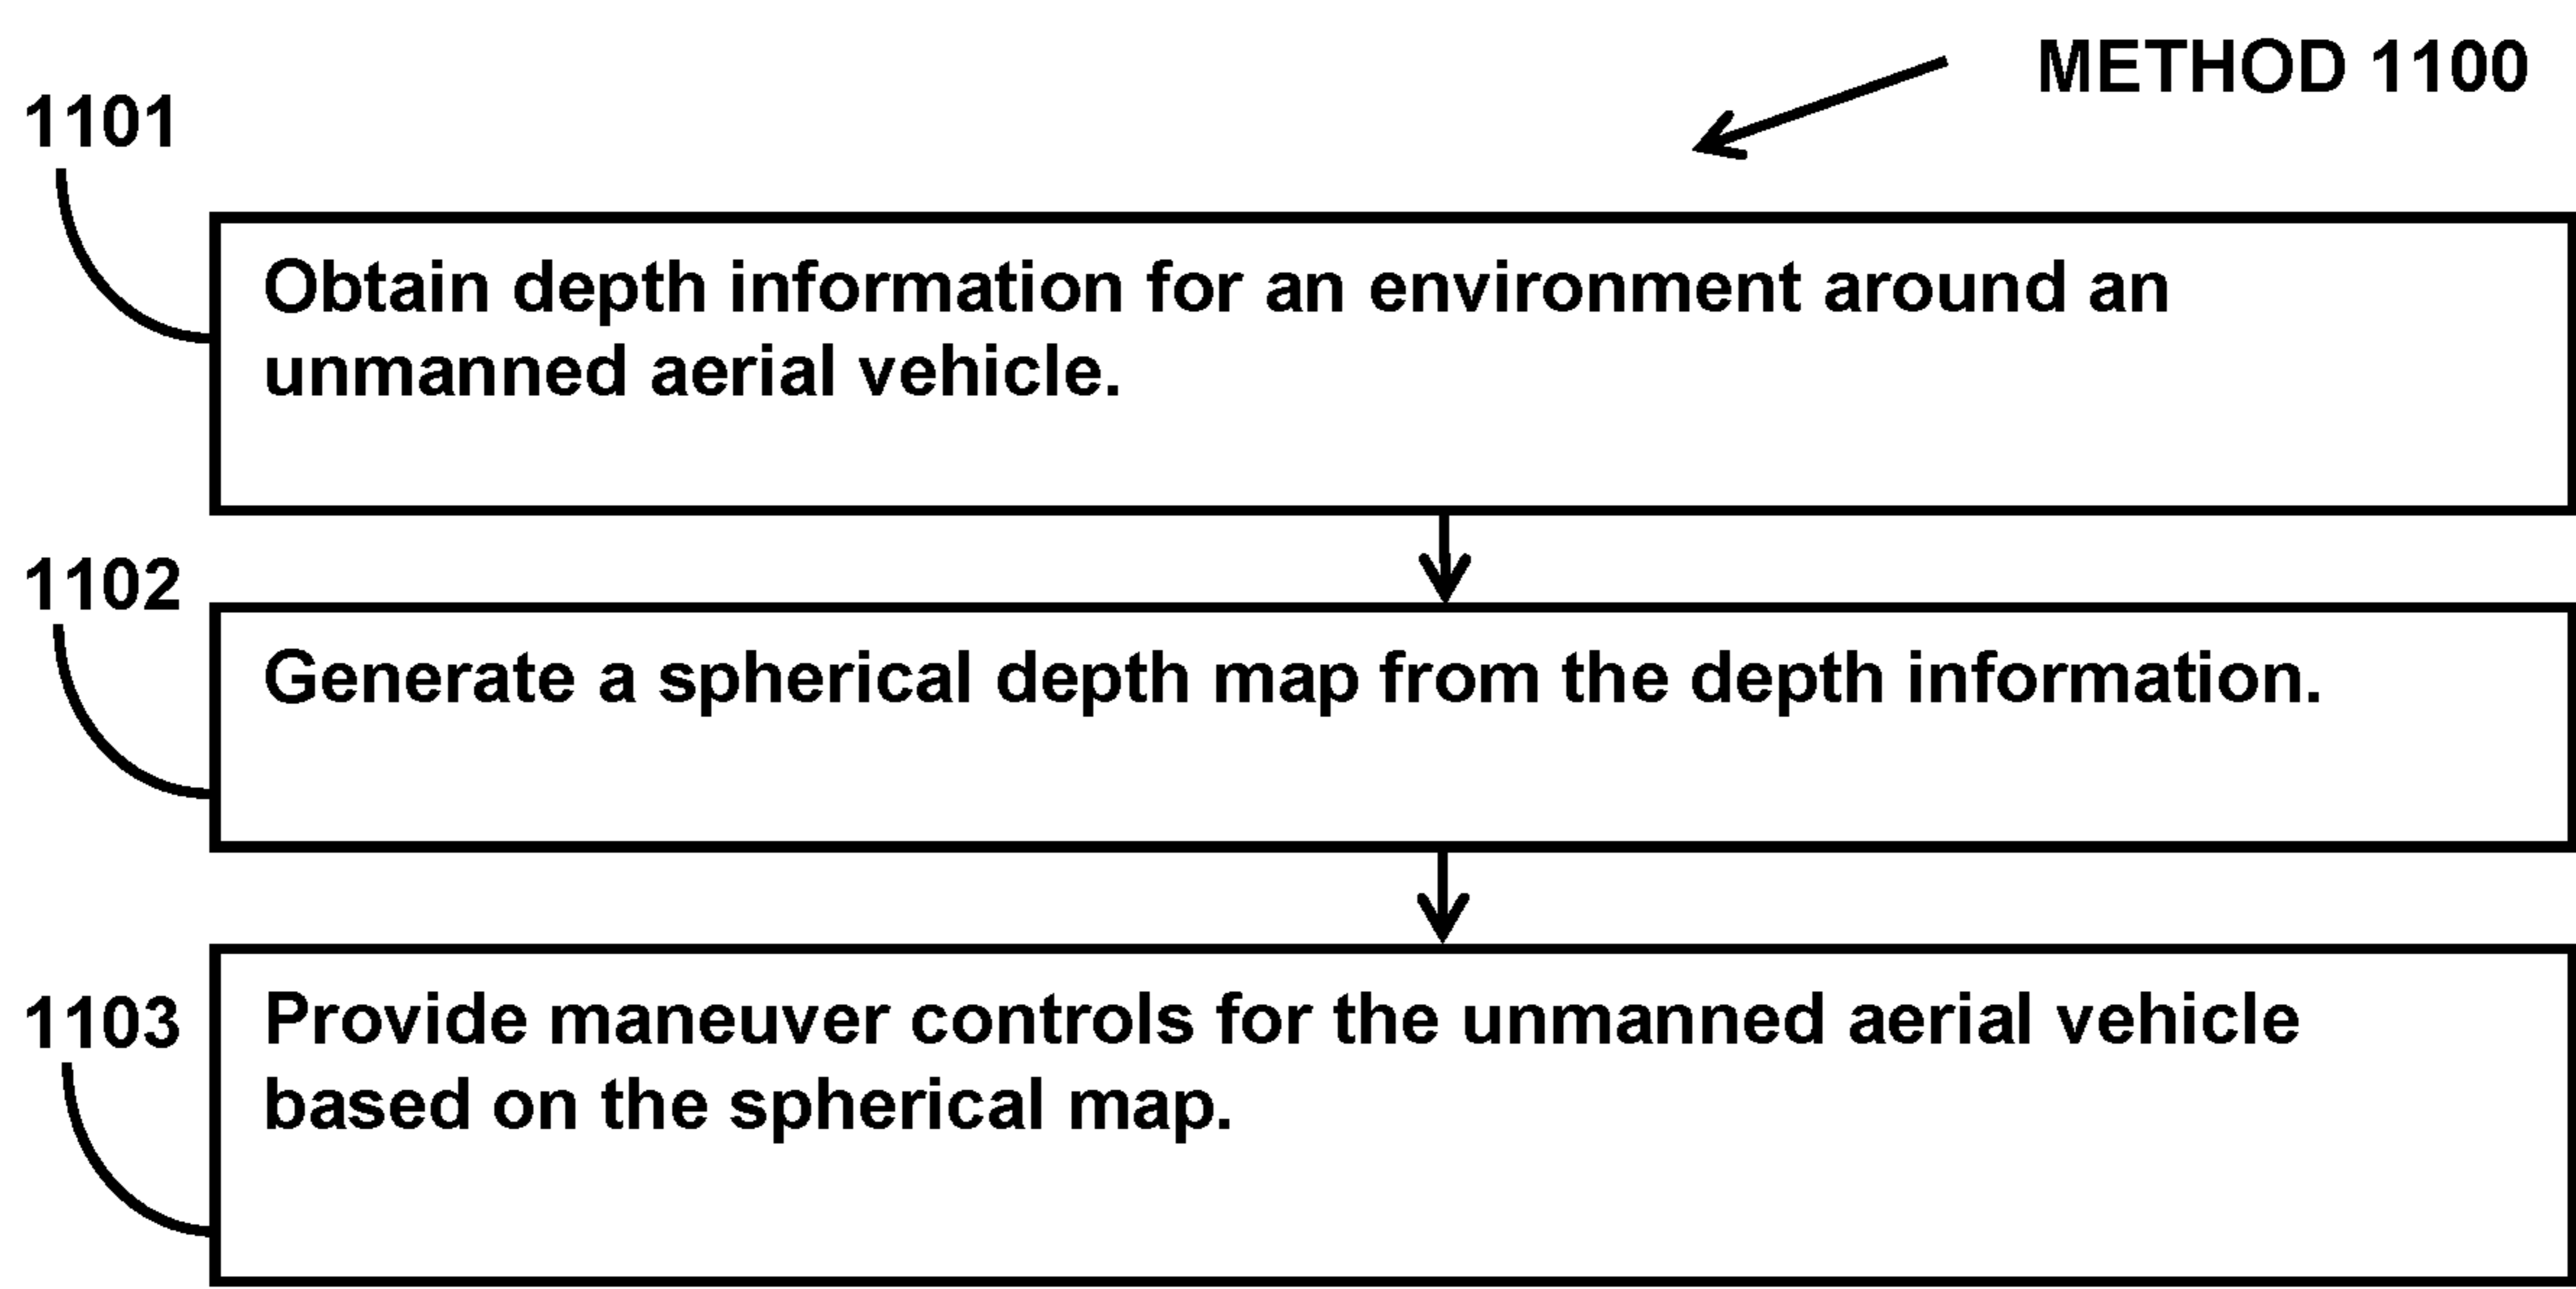 METHOD 1100
1101
Obtain depth information for an environment around an
unmanned aerial vehicle.
1102
Generate a spherical depth map from the depth information.
1103
Provide maneuver controls for the unmanned aerial vehicle
based on the spherical map.